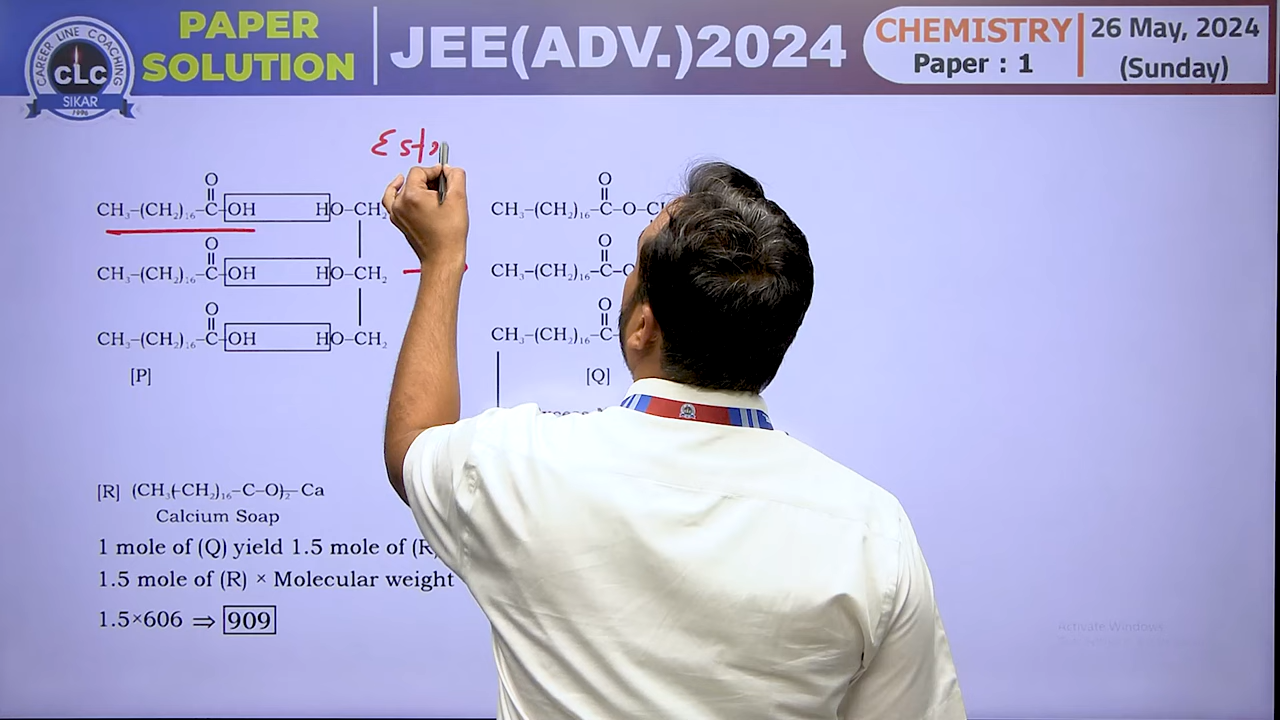 CAREER LINE COACHING
CLC
SIKAR
1996
PAPER
SOLUTION
JEE(ADV.)2024
CHEMISTRY
Paper : 1
26 May, 2024
(Sunday)
O
CH₃–(CH₂)₁₆–C–OH HO–CH₂
O
CH₃–(CH₂)₁₆–C–OH HO–CH₂
O
CH₃–(CH₂)₁₆–C–OH HO–CH₂
[P]
O
CH₃–(CH₂)₁₆–C–O–
O
CH₃–(CH₂)₁₆–C–O
O
CH₃–(CH₂)₁₆–C–
[Q]
[R] (CH₃(–CH₂)₁₆–C–O)₂–Ca
Calcium Soap
1 mole of (Q) yield 1.5 mole of (R
1.5 mole of (R) × Molecular weight
1.5×606 ⇒ 909
Activate Windows